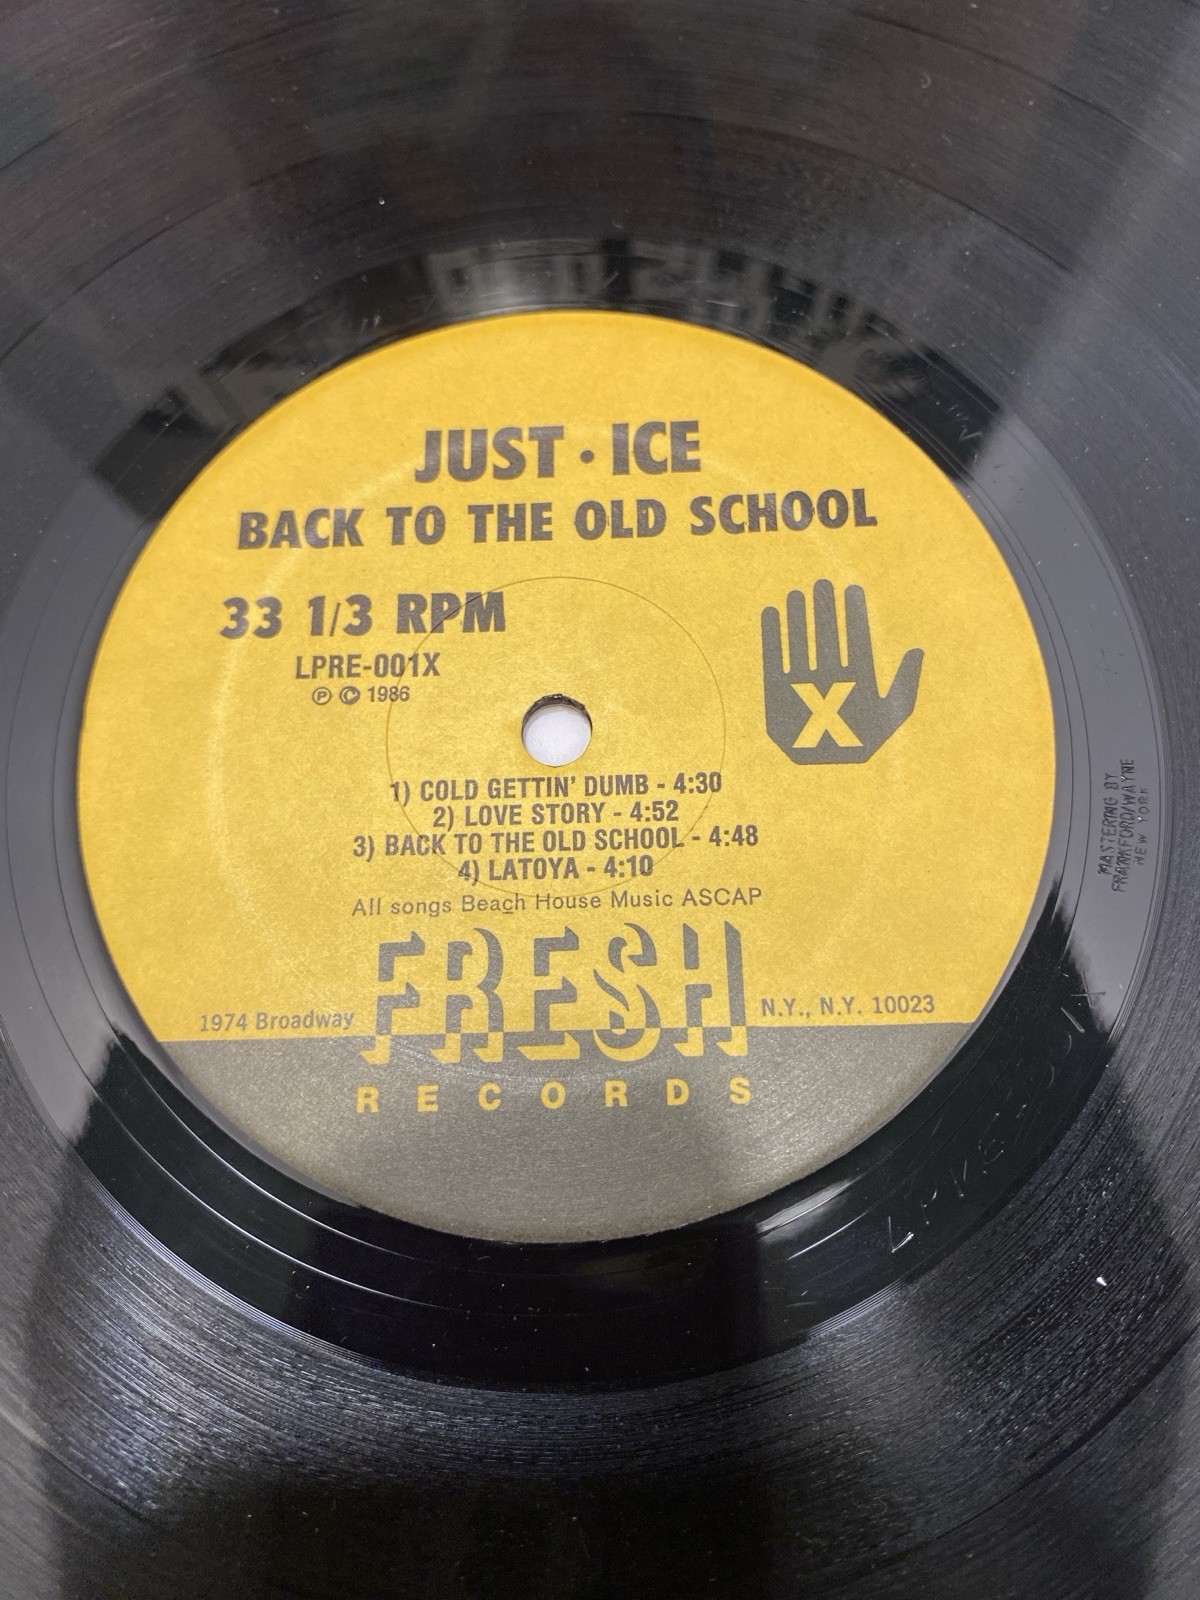 JUST · ICE
BACK TO THE OLD SCHOOL
33 1/3 RPM
LPRE-001X
Ⓟ © 1986
X
1) COLD GETTIN' DUMB - 4:30
2) LOVE STORY - 4:52
3) BACK TO THE OLD SCHOOL - 4:48
4) LATOYA - 4:10
All songs Beach House Music ASCAP
1974 Broadway FRESH N.Y., N.Y. 10023
RECORDS
MASTERING BY
FRANKFORD/WAYNE
NEW YORK